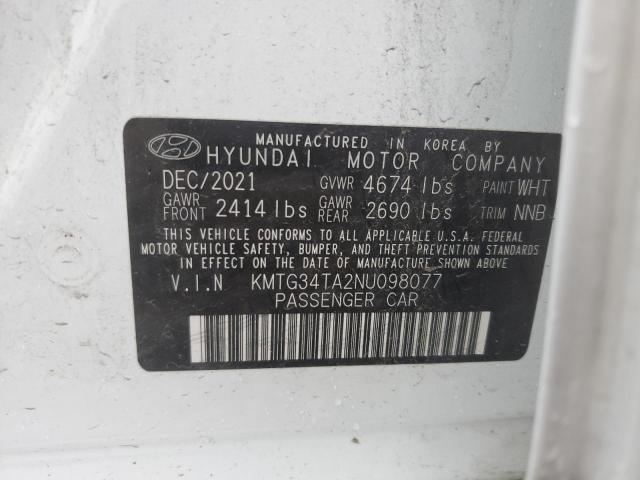 MANUFACTURED IN KOREA BY
HYUNDAI MOTOR COMPANY
DEC/2021 GVWR 4674 lbs PAINT WHT
GAWR FRONT 2414 lbs GAWR REAR 2690 lbs TRIM NNB
THIS VEHICLE CONFORMS TO ALL APPLICABLE U.S.A. FEDERAL
MOTOR VEHICLE SAFETY, BUMPER, AND THEFT PREVENTION STANDARDS
IN EFFECT ON THE DATE OF MANUFACTURE SHOWN ABOVE
V.I.N KMTG34TA2NU098077
PASSENGER CAR